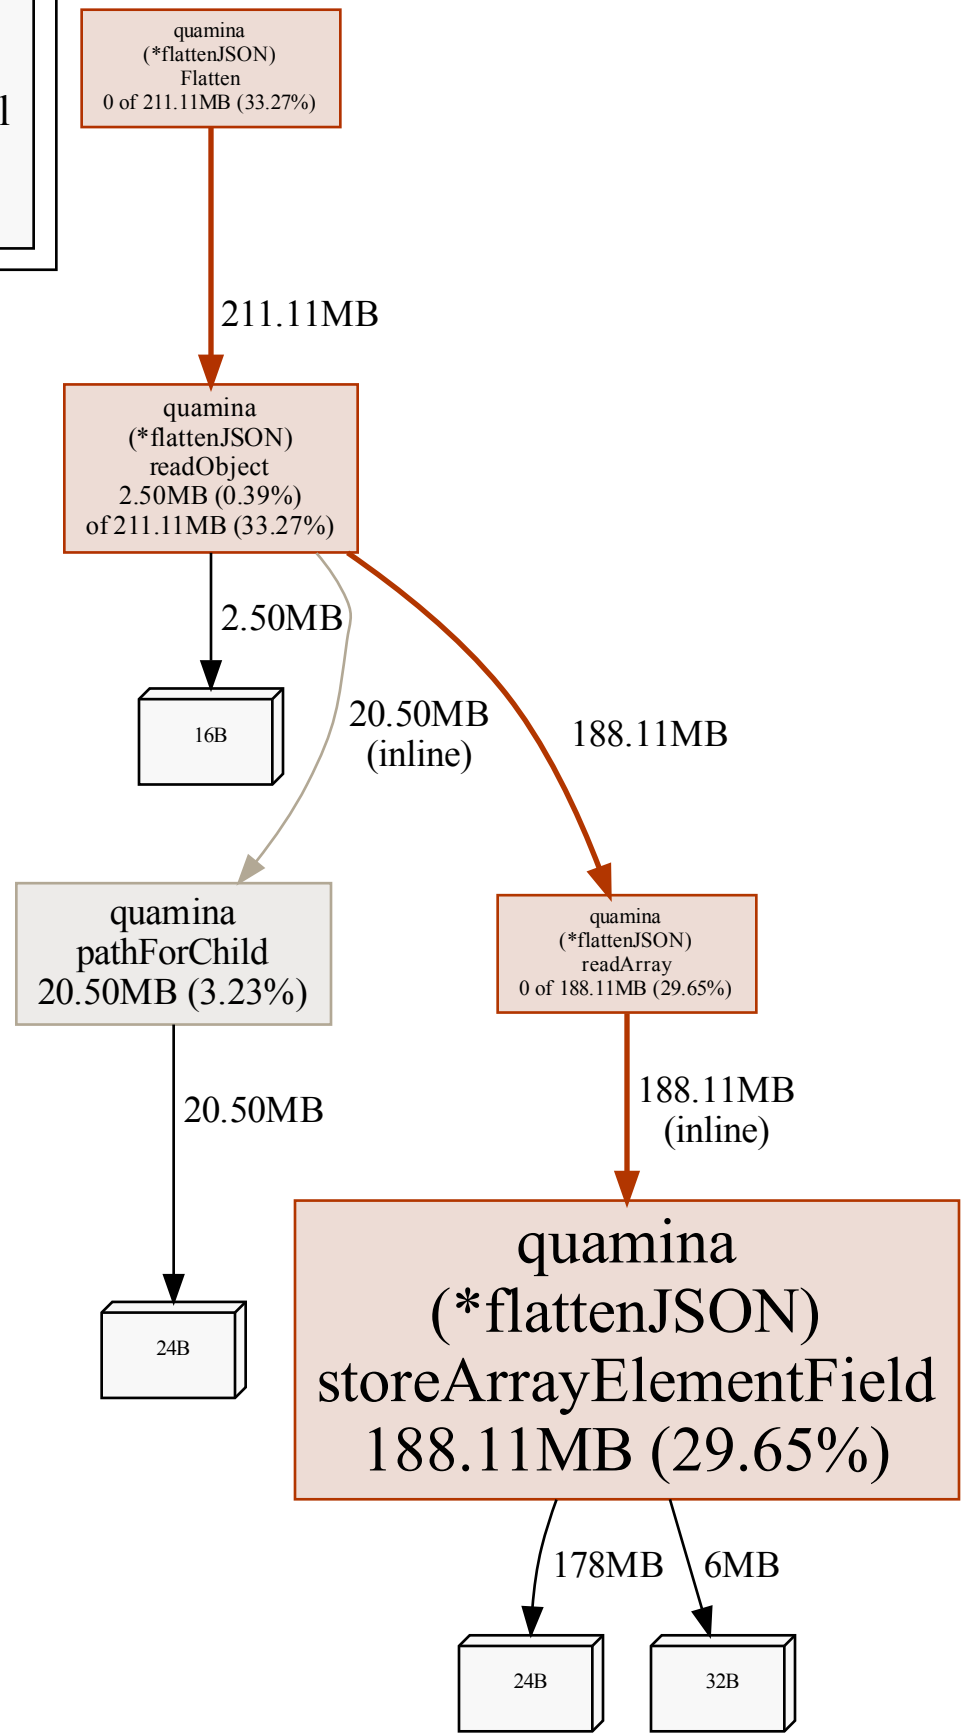 l
quamina
(*flattenJSON)
Flatten
0 of 211.11MB (33.27%)
211.11MB
quamina
(*flattenJSON)
readObject
2.50MB (0.39%)
of 211.11MB (33.27%)
2.50MB
16B
20.50MB
(inline)
188.11MB
quamina
pathForChild
20.50MB (3.23%)
quamina
(*flattenJSON)
readArray
0 of 188.11MB (29.65%)
20.50MB
188.11MB
(inline)
24B
quamina
(*flattenJSON)
storeArrayElementField
188.11MB (29.65%)
178MB
6MB
24B
32B